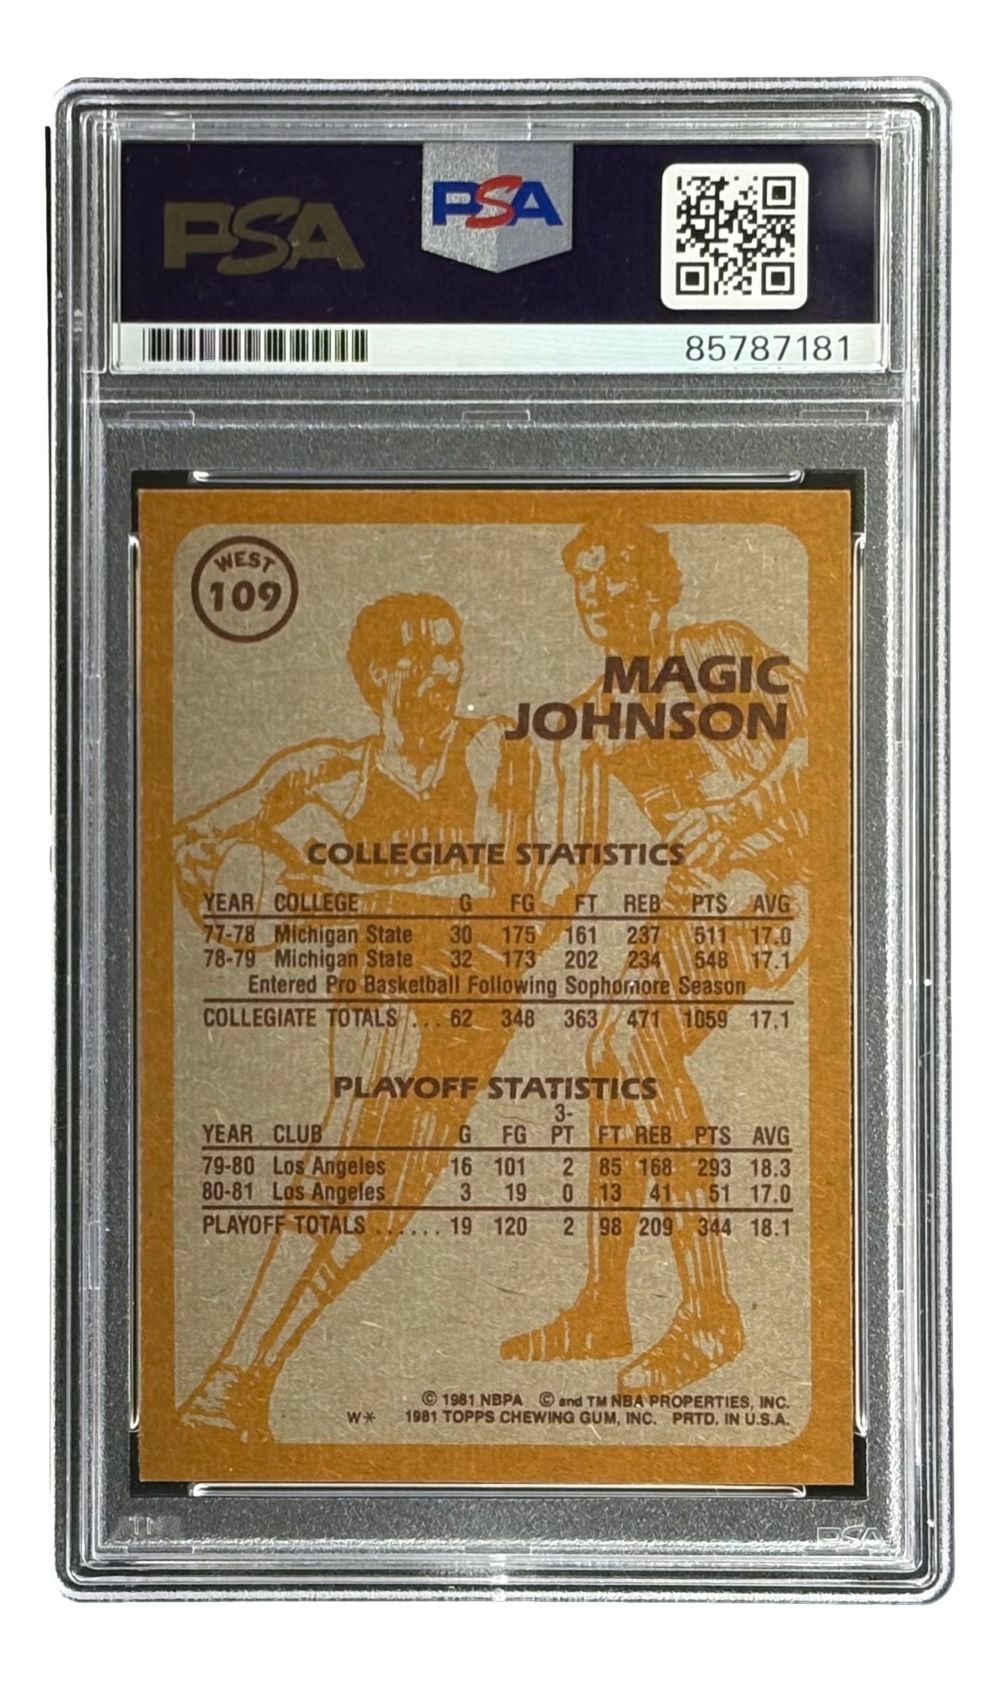 PSA
PSA
85787181
WEST
109
MAGIC
JOHNSON
COLLEGIATE STATISTICS
YEAR COLLEGE G FG FT REB PTS AVG
77-78 Michigan State 30 175 161 237 511 17.0
78-79 Michigan State 32 173 202 234 548 17.1
Entered Pro Basketball Following Sophomore Season
COLLEGIATE TOTALS ... 62 348 363 471 1059 17.1
PLAYOFF STATISTICS
YEAR CLUB G FG 3-PT FT REB PTS AVG
79-80 Los Angeles 16 101 2 85 168 293 18.3
80-81 Los Angeles 3 19 0 13 41 51 17.0
PLAYOFF TOTALS ...... 19 120 2 98 209 344 18.1
© 1981 NBPA © and TM NBA PROPERTIES, INC.
W* 1981 TOPPS CHEWING GUM, INC. PRTD. IN U.S.A.
PSA